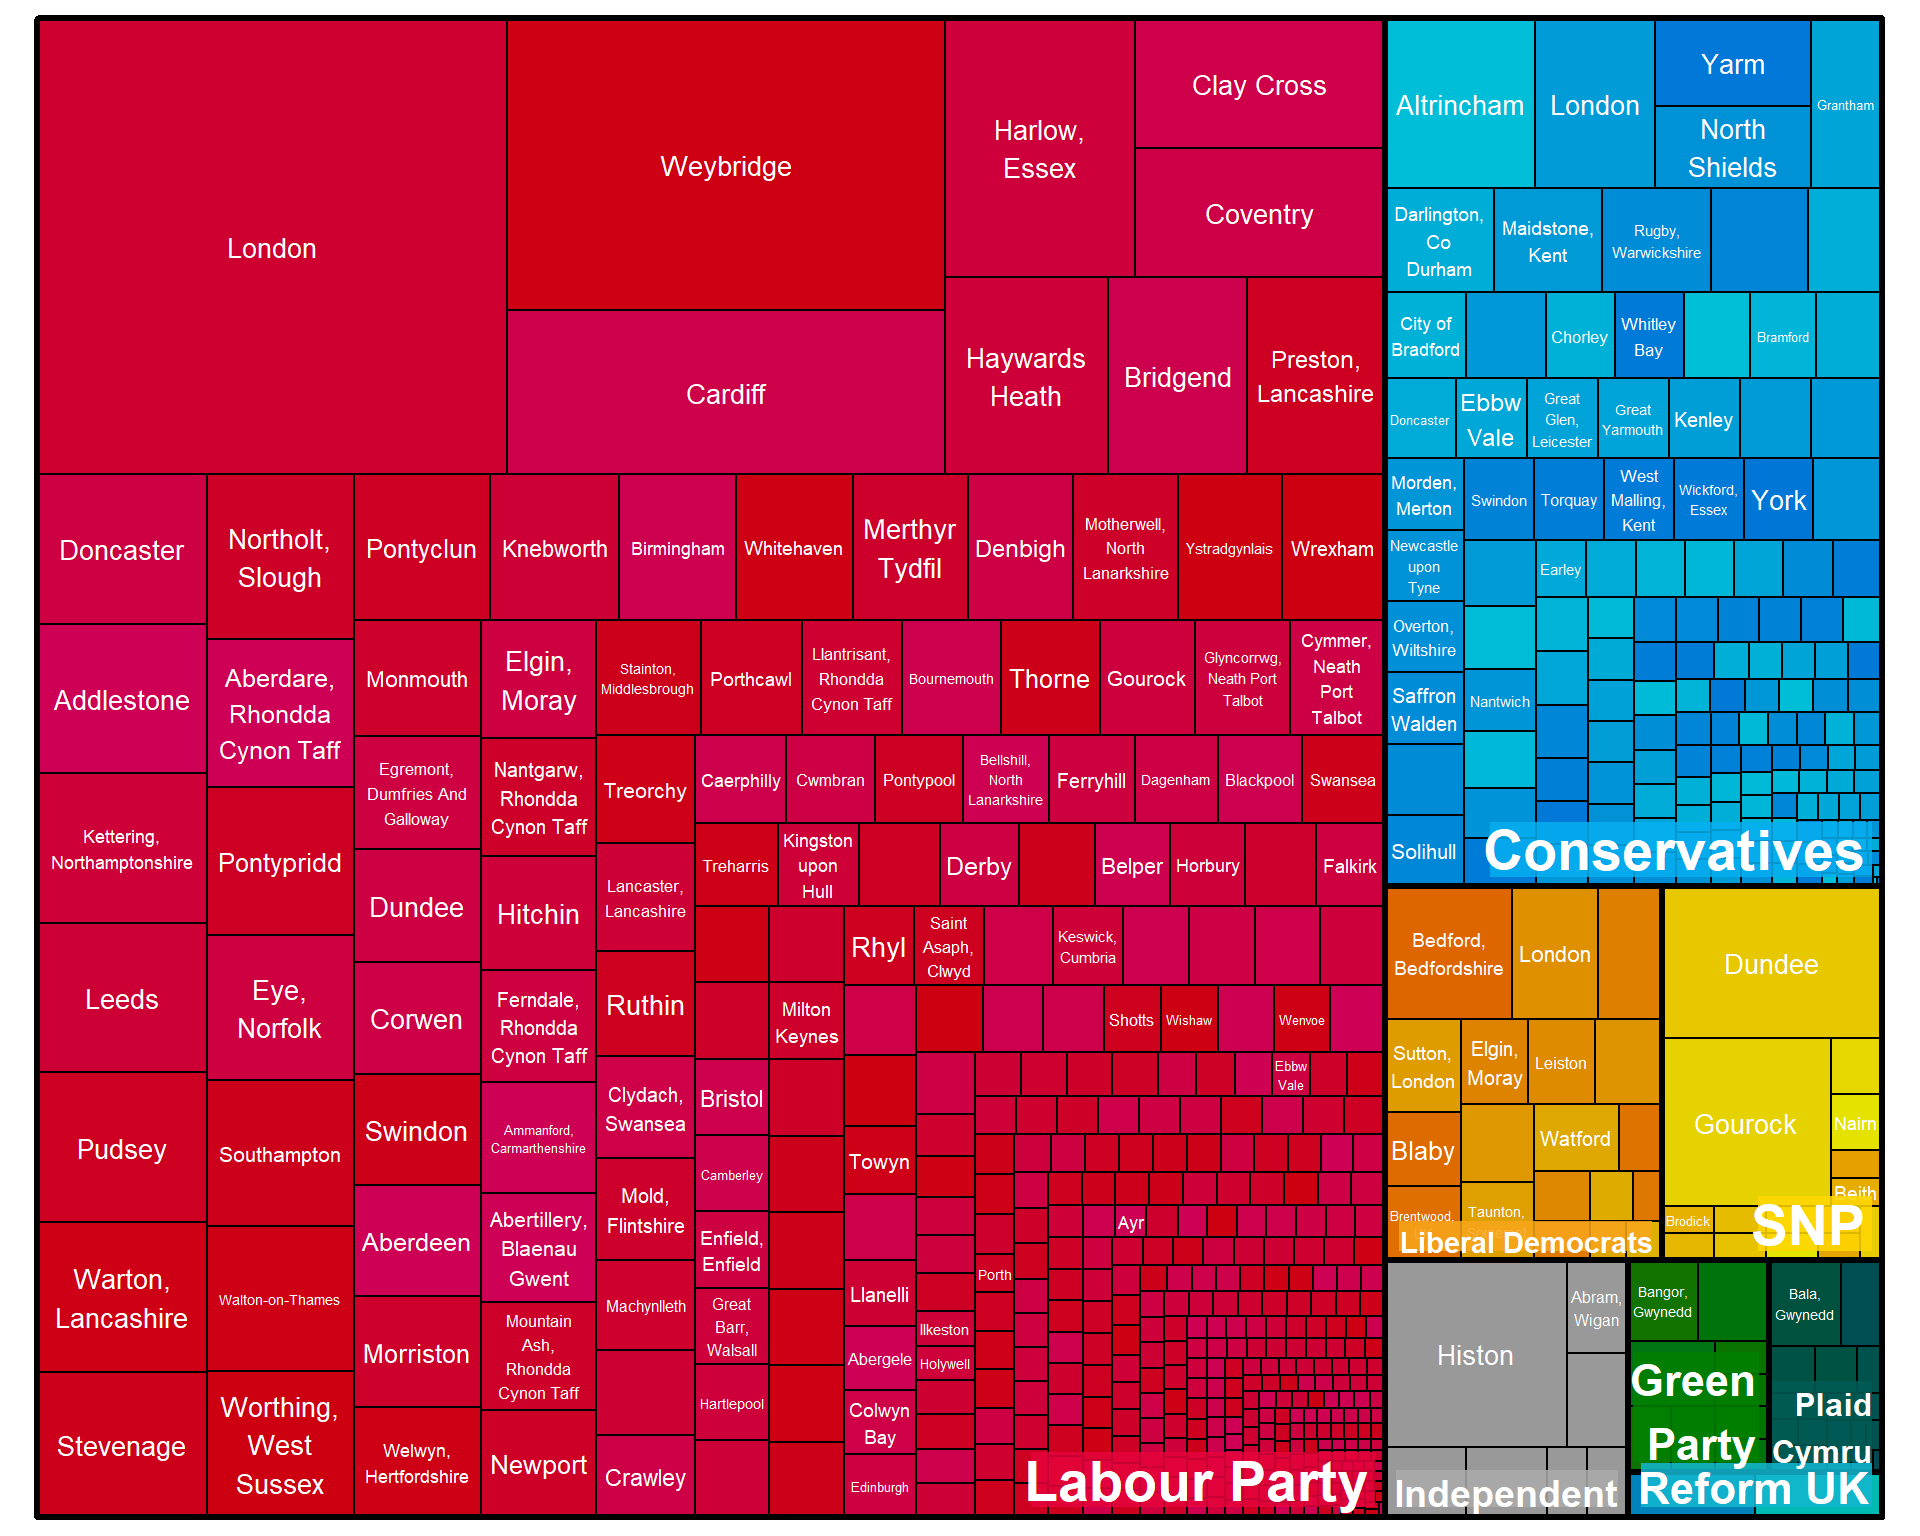 London
Weybridge
Cardiff
Harlow,
Essex
Clay Cross
Coventry
Haywards
Heath
Bridgend
Preston,
Lancashire
Doncaster
Addlestone
Kettering,
Northamptonshire
Leeds
Pudsey
Warton,
Lancashire
Stevenage
Northolt,
Slough
Aberdare,
Rhondda
Cynon Taff
Pontypridd
Eye,
Norfolk
Southampton
Walton-on-Thames
Worthing,
West
Sussex
Pontyclun
Knebworth
Birmingham
Whitehaven
Merthyr
Tydfil
Denbigh
Motherwell,
North
Lanarkshire
Ystradgynlais
Wrexham
Monmouth
Egremont,
Dumfries And
Galloway
Dundee
Corwen
Swindon
Aberdeen
Morriston
Welwyn,
Hertfordshire
Elgin,
Moray
Nantgarw,
Rhondda
Cynon Taff
Hitchin
Ferndale,
Rhondda
Cynon Taff
Ammanford,
Carmarthenshire
Abertillery,
Blaenau
Gwent
Mountain
Ash,
Rhondda
Cynon Taff
Newport
Stainton,
Middlesbrough
Porthcawl
Llantrisant,
Rhondda
Cynon Taff
Bournemouth
Thorne
Gourock
Glyncorrwg,
Neath Port
Talbot
Cymmer,
Neath
Port
Talbot
Treorchy
Lancaster,
Lancashire
Ruthin
Clydach,
Swansea
Mold,
Flintshire
Machynlleth
Crawley
Caerphilly
Cwmbran
Pontypool
Bellshill,
North
Lanarkshire
Ferryhill
Dagenham
Blackpool
Swansea
Treharris
Kingston
upon
Hull
Derby
Belper
Horbury
Falkirk
Bristol
Camberley
Enfield,
Enfield
Great
Barr,
Walsall
Hartlepool
Milton
Keynes
Rhyl
Saint
Asaph,
Clwyd
Keswick,
Cumbria
Towyn
Llanelli
Abergele
Colwyn
Bay
Edinburgh
Shotts
Wishaw
Wenvoe
Ebbw
Vale
Ayr
Porth
Ilkeston
Holywell
Labour Party
Altrincham
London
Yarm
North
Shields
Grantham
Darlington,
Co
Durham
Maidstone,
Kent
Rugby,
Warwickshire
City of
Bradford
Chorley
Whitley
Bay
Bramford
Doncaster
Ebbw
Vale
Great
Glen,
Leicester
Great
Yarmouth
Kenley
Morden,
Merton
Swindon
Torquay
West
Malling,
Kent
Wickford,
Essex
York
Newcastle
upon
Tyne
Earley
Overton,
Wiltshire
Saffron
Walden
Nantwich
Solihull
Conservatives
Bedford,
Bedfordshire
London
Sutton,
London
Elgin,
Moray
Leiston
Blaby
Watford
Brentwood,
Taunton,
Liberal Democrats
Dundee
Gourock
Nairn
Beith
Brodick
SNP
Histon
Abram,
Wigan
Independent
Bangor,
Gwynedd
Green
Party
Bala,
Gwynedd
Plaid
Cymru
Reform UK